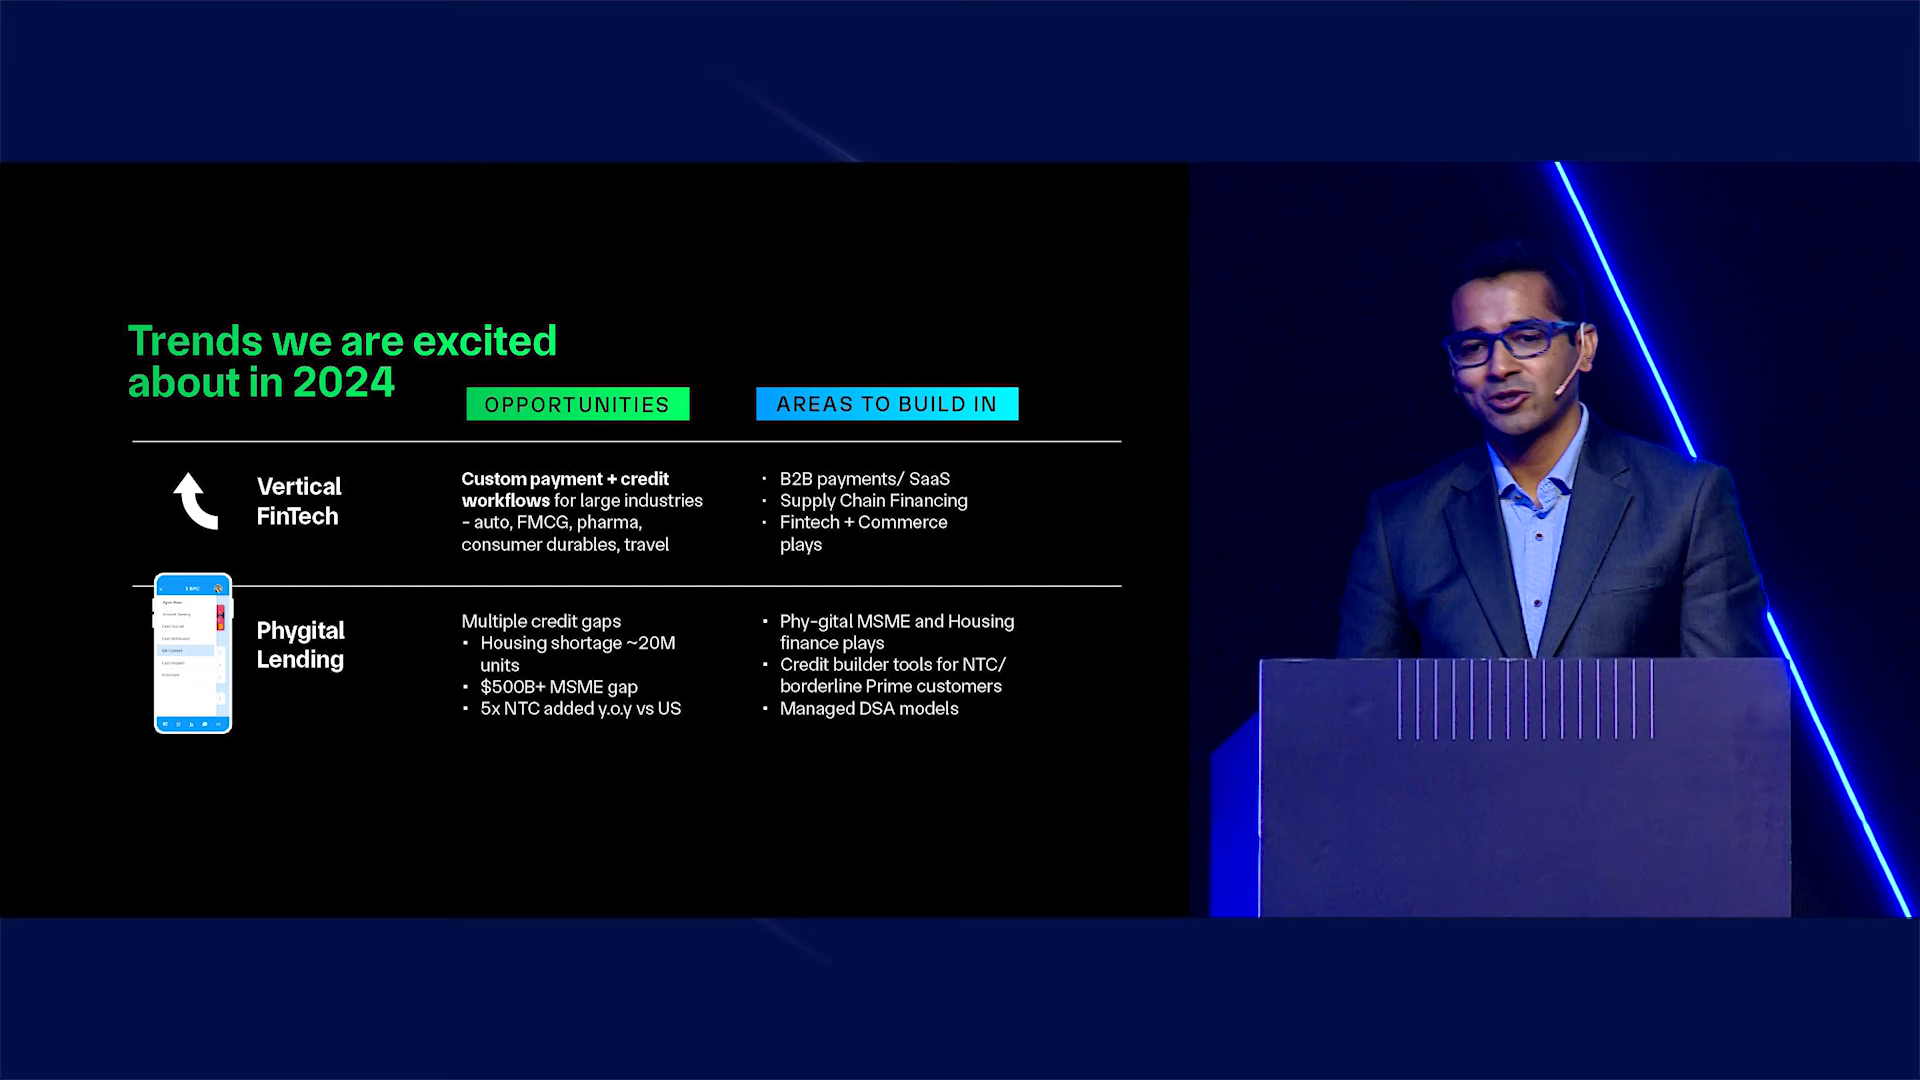 Trends we are excited
about in 2024
OPPORTUNITIES
AREAS TO BUILD IN
Vertical
FinTech
Custom payment + credit
workflows for large industries
- auto, FMCG, pharma,
consumer durables, travel
· B2B payments/ SaaS
· Supply Chain Financing
· Fintech + Commerce
plays
BPC
Phygital
Lending
Multiple credit gaps
· Housing shortage ~20M
units
· $500B+ MSME gap
· 5x NTC added y.o.y vs US
· Phy-gital MSME and Housing
finance plays
· Credit builder tools for NTC/
borderline Prime customers
· Managed DSA models